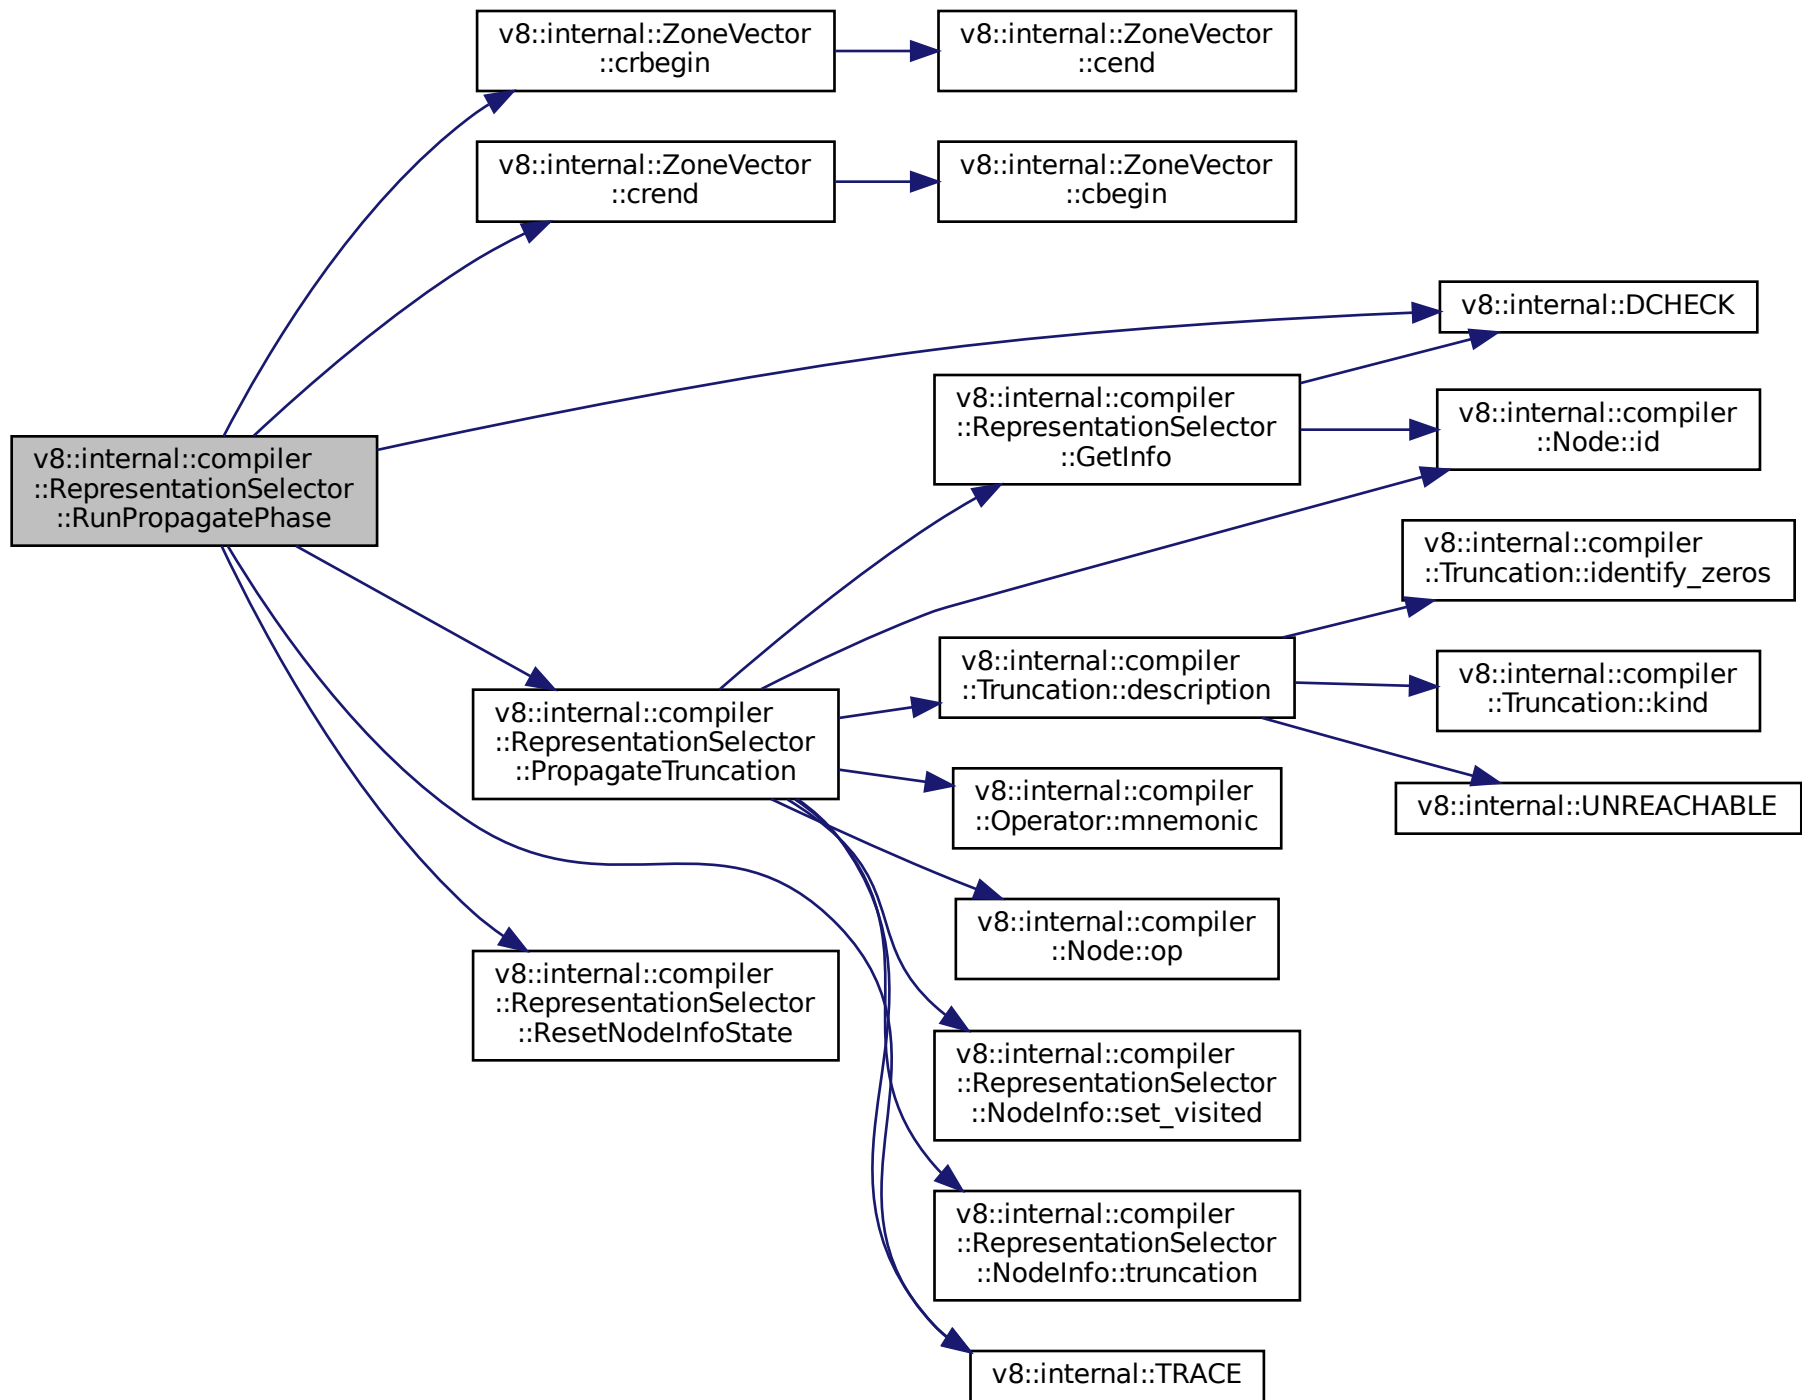 v8::internal::ZoneVector
::crbegin
v8::internal::ZoneVector
::cend
v8::internal::ZoneVector
::crend
v8::internal::ZoneVector
::cbegin
v8::internal::DCHECK
v8::internal::compiler
::RepresentationSelector
::GetInfo
v8::internal::compiler
::Node::id
v8::internal::compiler
::RepresentationSelector
::RunPropagatePhase
v8::internal::compiler
::Truncation::identify_zeros
v8::internal::compiler
::Truncation::description
v8::internal::compiler
::Truncation::kind
v8::internal::compiler
::RepresentationSelector
::PropagateTruncation
v8::internal::compiler
::Operator::mnemonic
v8::internal::UNREACHABLE
v8::internal::compiler
::Node::op
v8::internal::compiler
::RepresentationSelector
::ResetNodeInfoState
v8::internal::compiler
::RepresentationSelector
::NodeInfo::set_visited
v8::internal::compiler
::RepresentationSelector
::NodeInfo::truncation
v8::internal::TRACE